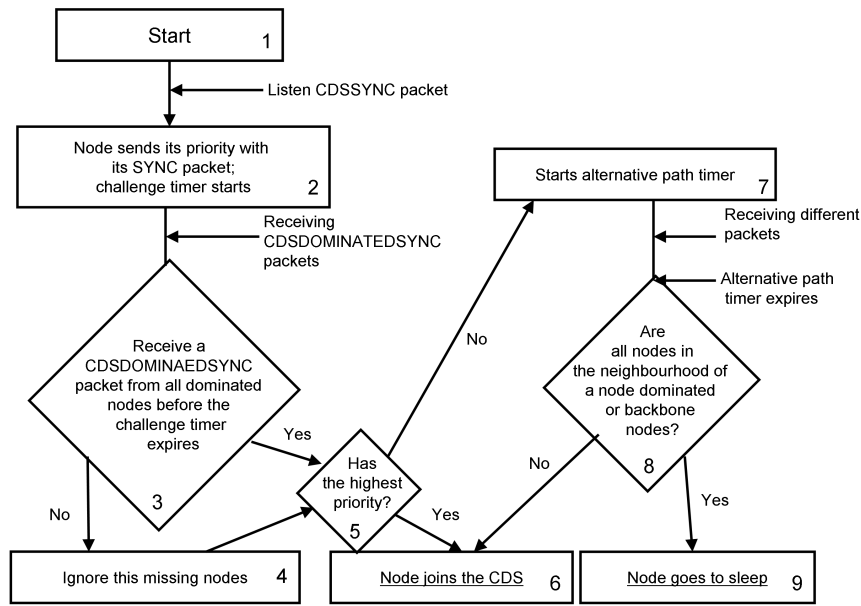 Start
1
Listen CDSSYNC packet
Node sends its priority with
its SYNC packet;
challenge timer starts
2
Receiving
CDSDOMINATEDSYNC
packets
Receive a
CDSDOMINAEDSYNC
packet from all dominated
nodes before the
challenge timer
expires
3
Yes
No
Ignore this missing nodes
4
Has
the highest
priority?
5
No
Yes
Node joins the CDS
6
Starts alternative path timer
7
Receiving different
packets
Alternative path
timer expires
Are
all nodes in
the neighbourhood of
a node dominated
or backbone
nodes?
8
No
Yes
Node goes to sleep
9